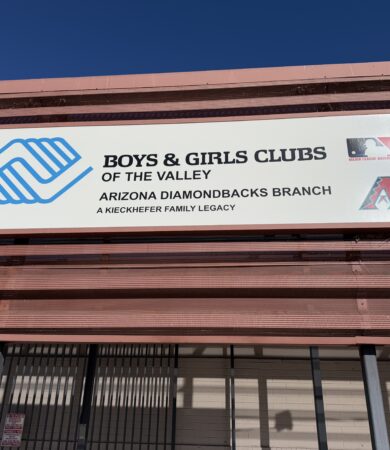 BOYS & GIRLS CLUBS
OF THE VALLEY
ARIZONA DIAMONDBACKS BRANCH
A KIECKHEFER FAMILY LEGACY